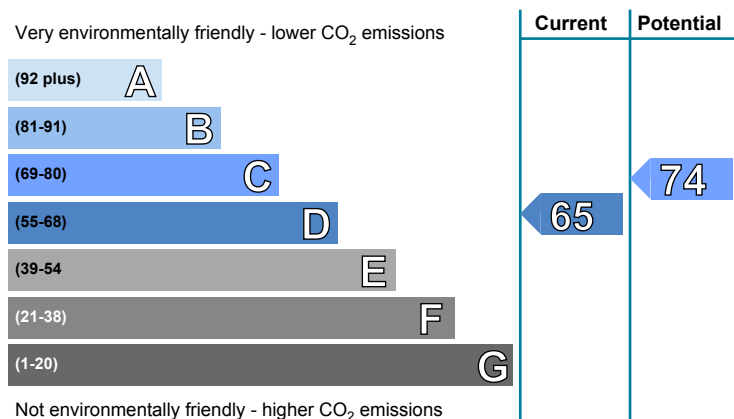 Very environmentally friendly - lower CO₂ emissions
Current
Potential
(92 plus) A
(81-91) B
(69-80) C
74
(55-68) D
65
(39-54 E
(21-38) F
(1-20) G
Not environmentally friendly - higher CO₂ emissions